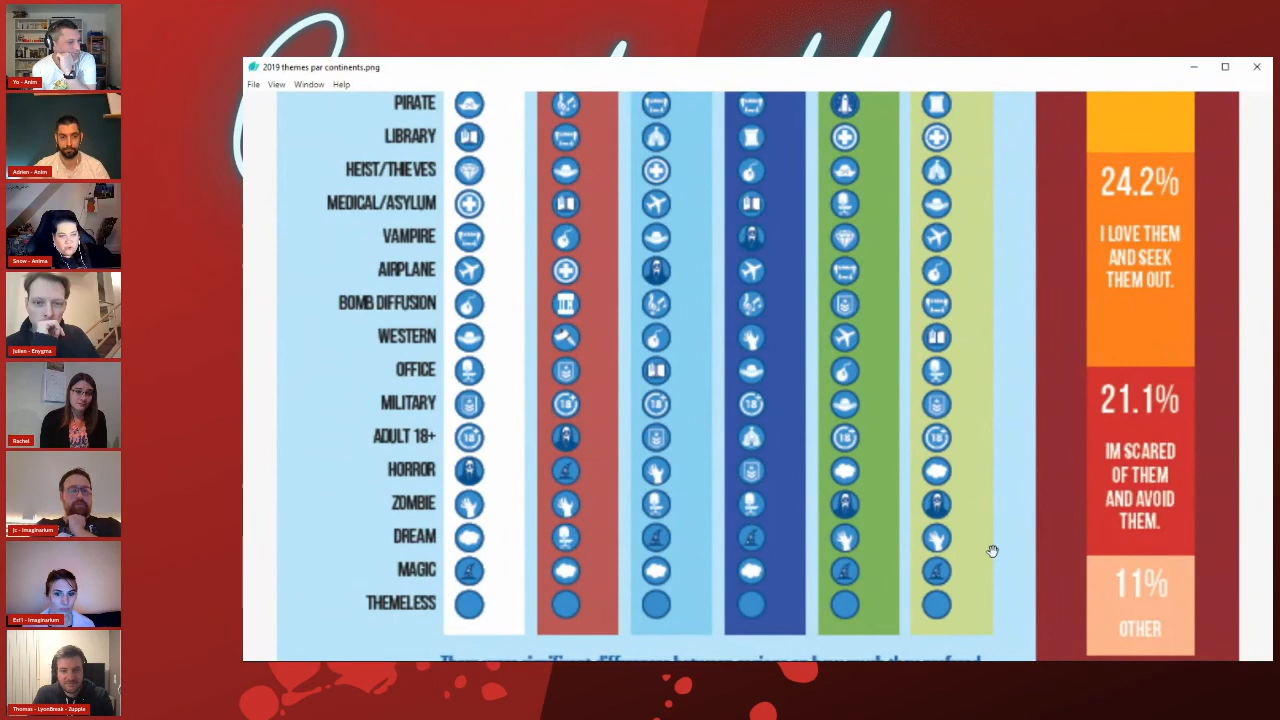 Yo - Anim
Adrien - Anim
Snow - Anima
Julien - Enygma
Rachel
Jc - Imaginarium
Est'l - Imaginarium
Thomas - LyonBreak - Zupple
2019 themes par continents.png
File View Window Help
PIRATE
LIBRARY
HEIST/THIEVES
MEDICAL/ASYLUM
VAMPIRE
AIRPLANE
BOMB DIFFUSION
WESTERN
OFFICE
MILITARY
ADULT 18+
HORROR
ZOMBIE
DREAM
MAGIC
THEMELESS
24.2%
I LOVE THEM
AND SEEK
THEM OUT.
21.1%
IM SCARED
OF THEM
AND AVOID
THEM.
11%
OTHER